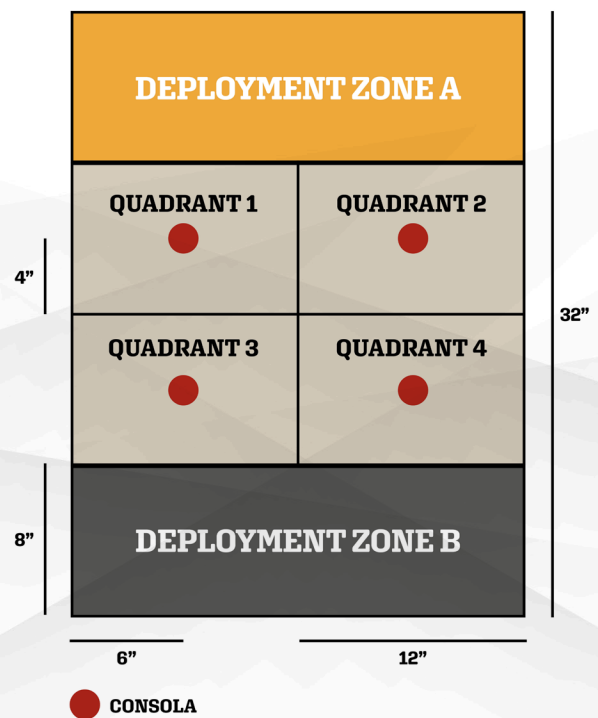 DEPLOYMENT ZONE A
QUADRANT 1
QUADRANT 2
4”
32”
QUADRANT 3
QUADRANT 4
8”
DEPLOYMENT ZONE B
6”
12”
CONSOLA